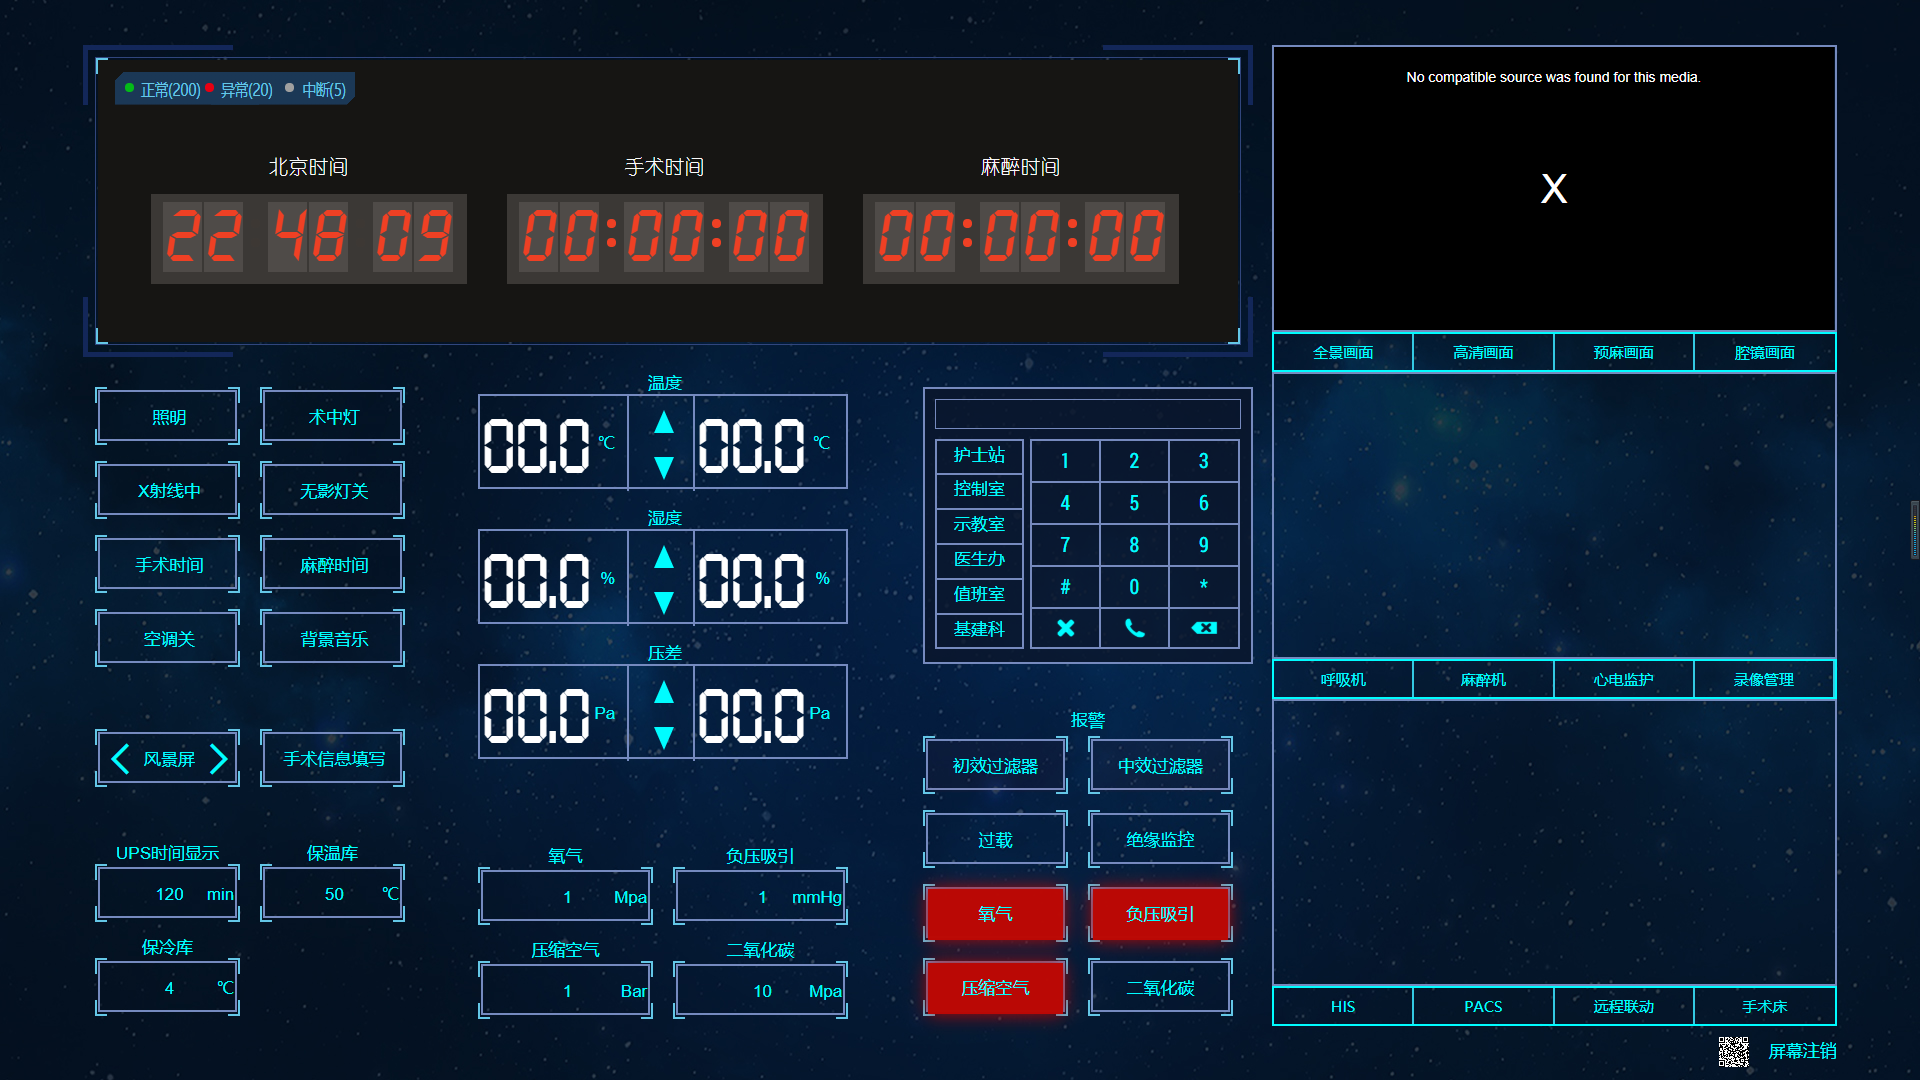 正常(200) 异常(20) 中断(5)
北京时间 手术时间 麻醉时间
22 48 09 00:00:00 00:00:00
No compatible source was found for this media.
X
全景画面 高清画面 预麻画面 腔镜画面
照明 术中灯
X射线中 无影灯关
手术时间 麻醉时间
空调关 背景音乐
风景屏 手术信息填写
UPS时间显示 保温库
120 min 50 ℃
保冷库
4 ℃
温度
00.0 ℃ 00.0 ℃
湿度
00.0 % 00.0 %
压差
00.0 Pa 00.0 Pa
氧气 负压吸引
1 Mpa 1 mmHg
压缩空气 二氧化碳
1 Bar 10 Mpa
护士站
控制室
示教室
医生办
值班室
基建科
1 2 3
4 5 6
7 8 9
# 0 *
报警
初效过滤器 中效过滤器
过载 绝缘监控
氧气 负压吸引
压缩空气 二氧化碳
呼吸机 麻醉机 心电监护 录像管理
HIS PACS 远程联动 手术床
屏幕注销